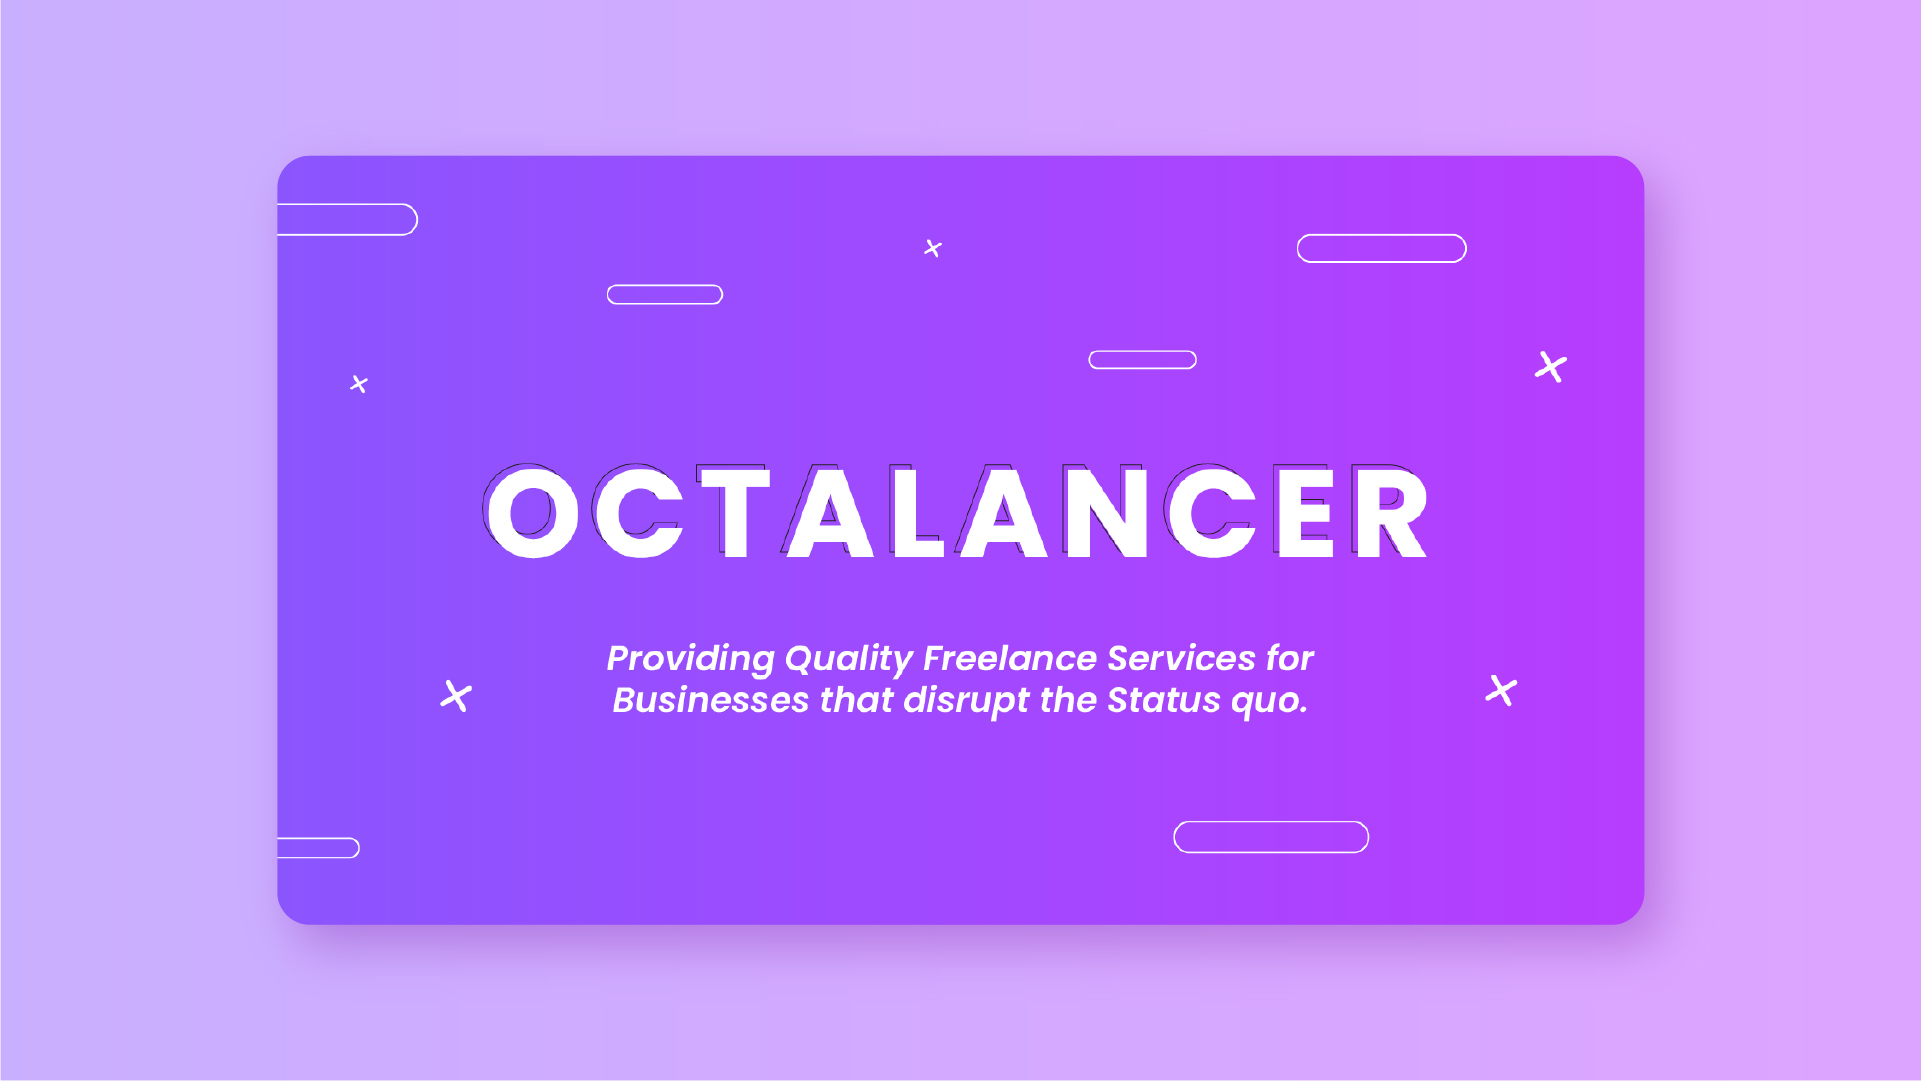 OCTALANCER
Providing Quality Freelance Services for
Businesses that disrupt the Status quo.